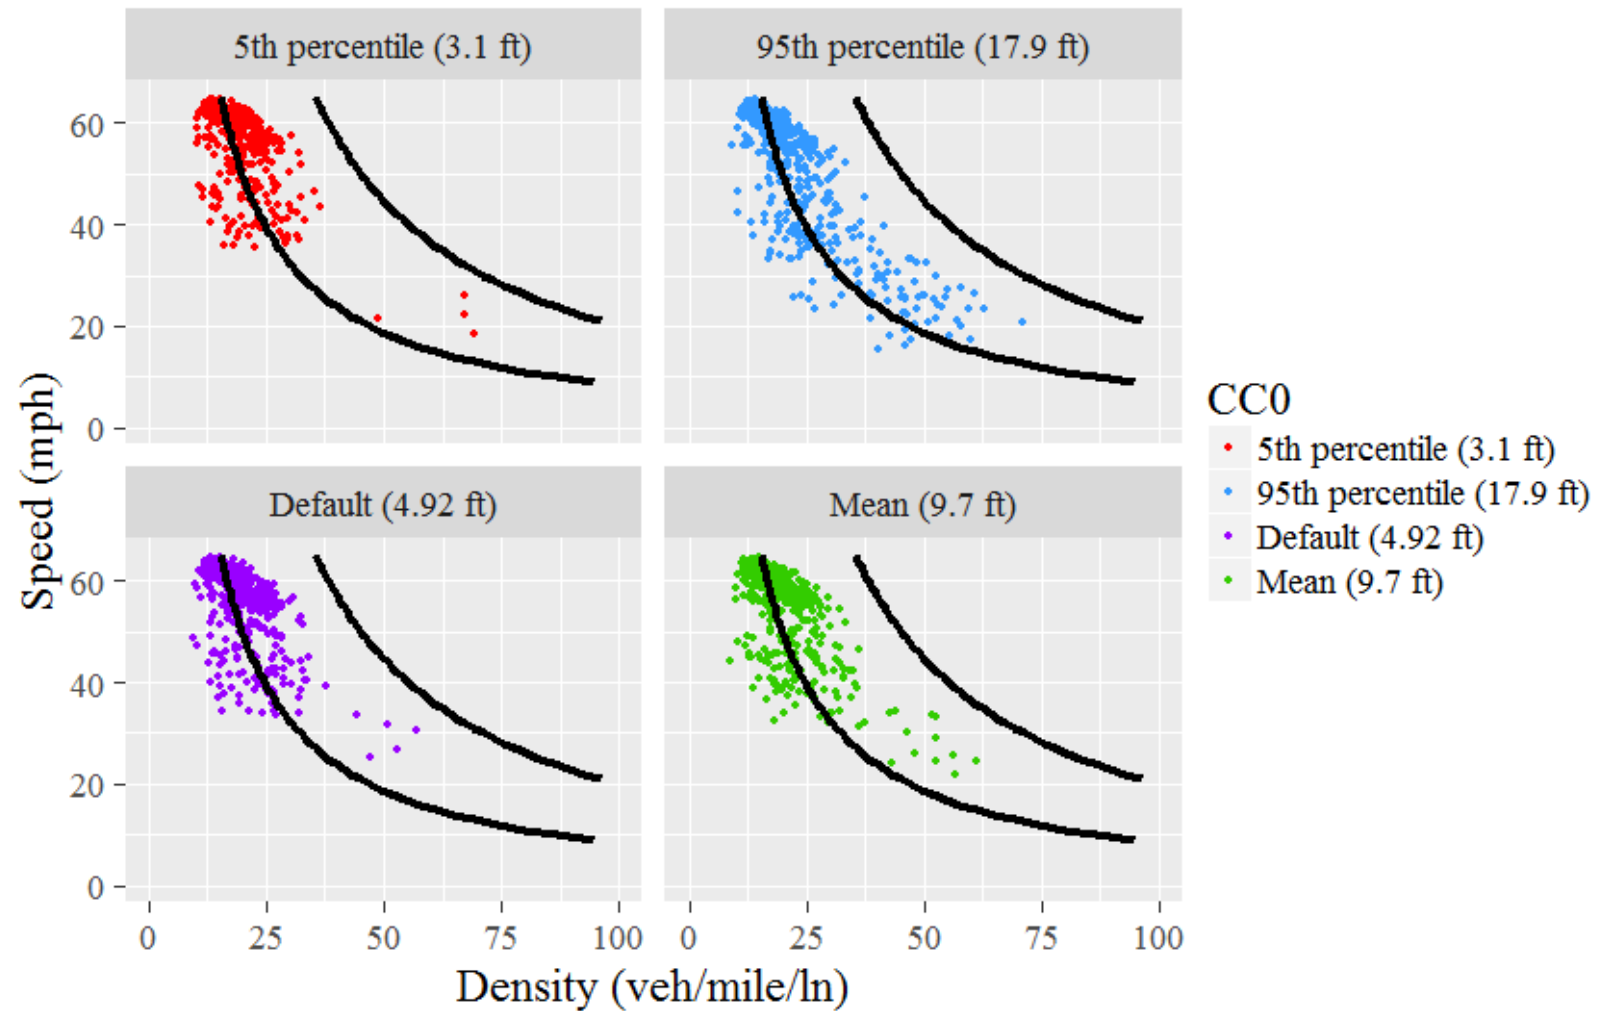 5th percentile (3.1 ft)
95th percentile (17.9 ft)
60
40
20
0
Default (4.92 ft)
Mean (9.7 ft)
60
40
20
0
0 25 50 75 100
0 25 50 75 100
Speed (mph)
Density (veh/mile/ln)
CC0
5th percentile (3.1 ft)
95th percentile (17.9 ft)
Default (4.92 ft)
Mean (9.7 ft)